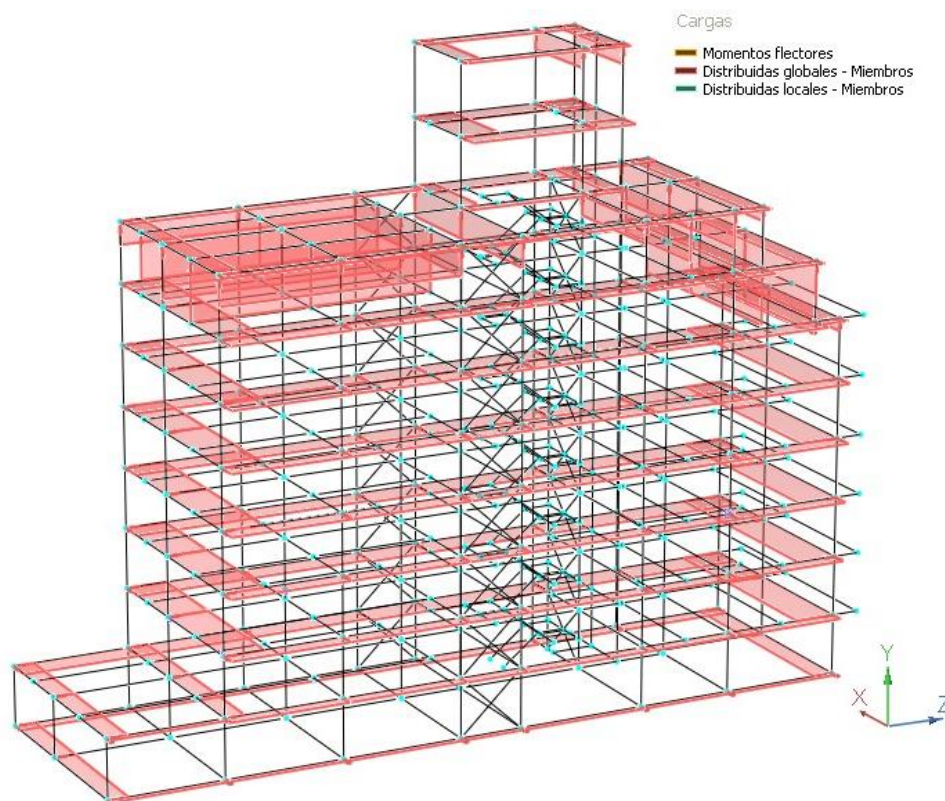 Cargas
Momentos flectores
Distribuidas globales - Miembros
Distribuidas locales - Miembros
Y
X
Z